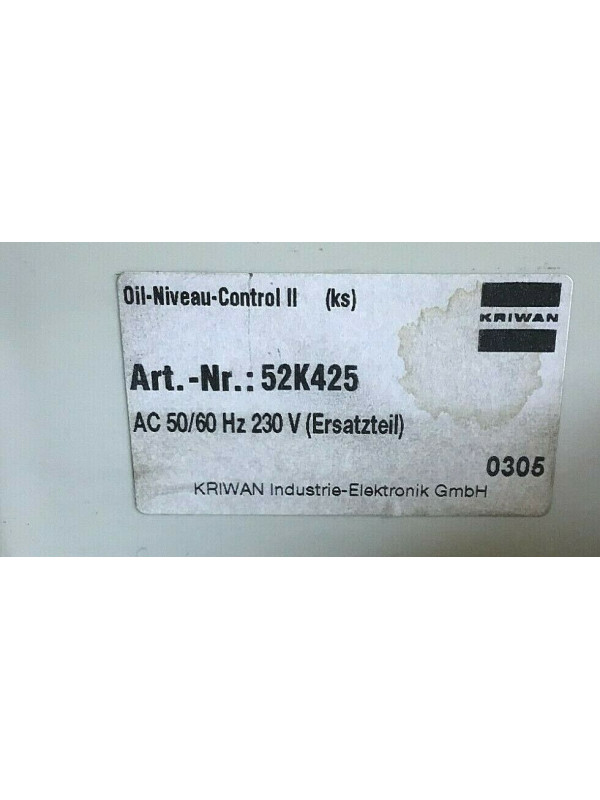 Oil-Niveau-Control II (ks)
KRIWAN
Art.-Nr.: 52K425
AC 50/60 Hz 230 V (Ersatzteil)
0305
KRIWAN Industrie-Elektronik GmbH